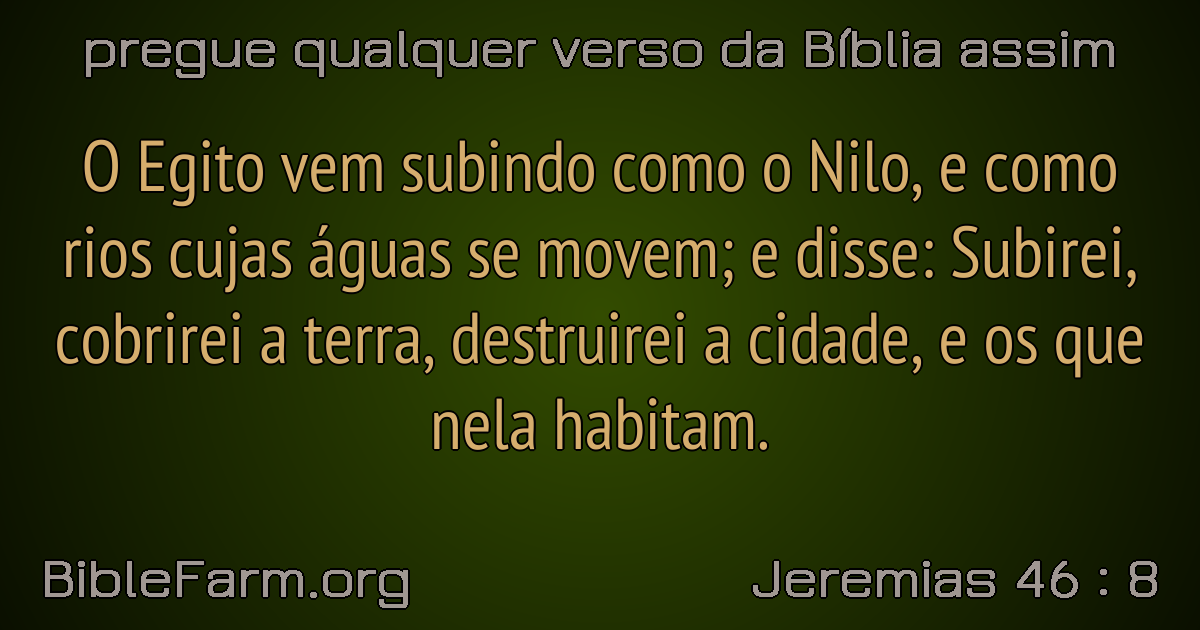 pregue qualquer verso da Bíblia assim
O Egito vem subindo como o Nilo, e como
rios cujas águas se movem; e disse: Subirei,
cobrirei a terra, destruirei a cidade, e os que
nela habitam.
BibleFarm.org
Jeremias 46 : 8